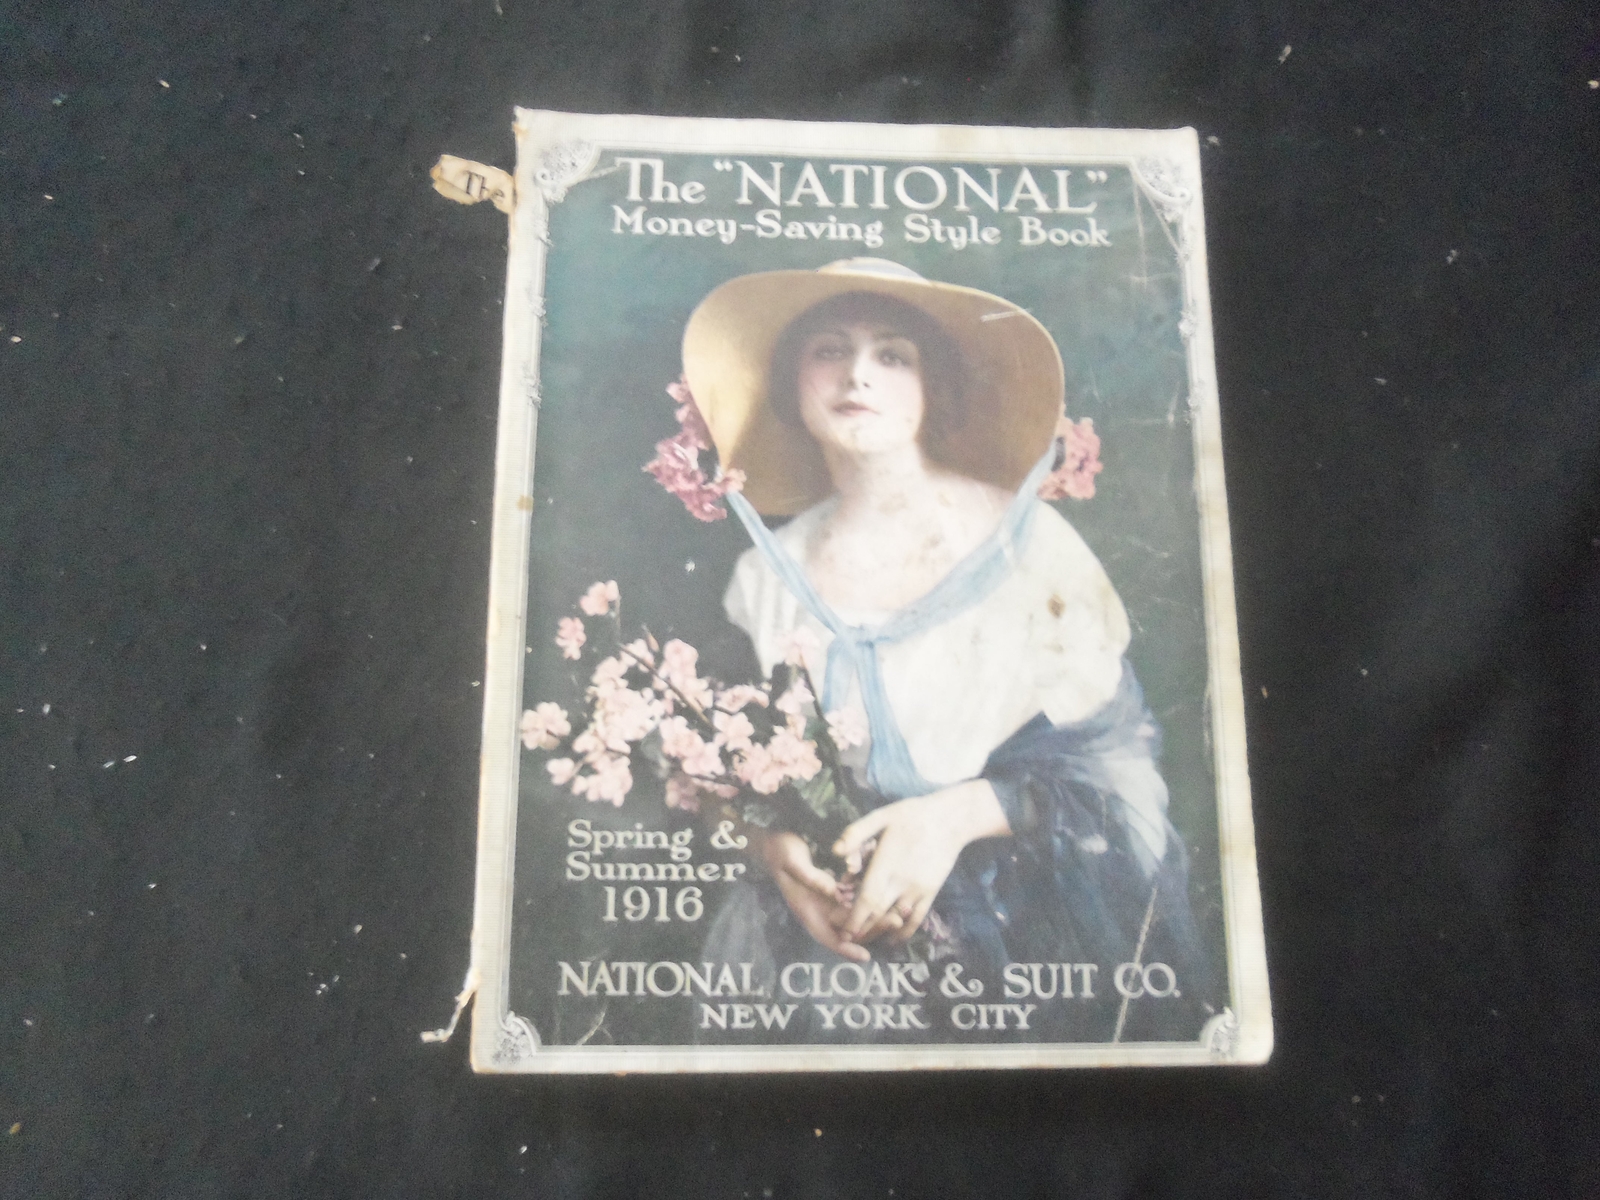 The "NATIONAL"
Money-Saving Style Book
The
Spring &
Summer
1916
NATIONAL CLOAK & SUIT CO.
NEW YORK CITY